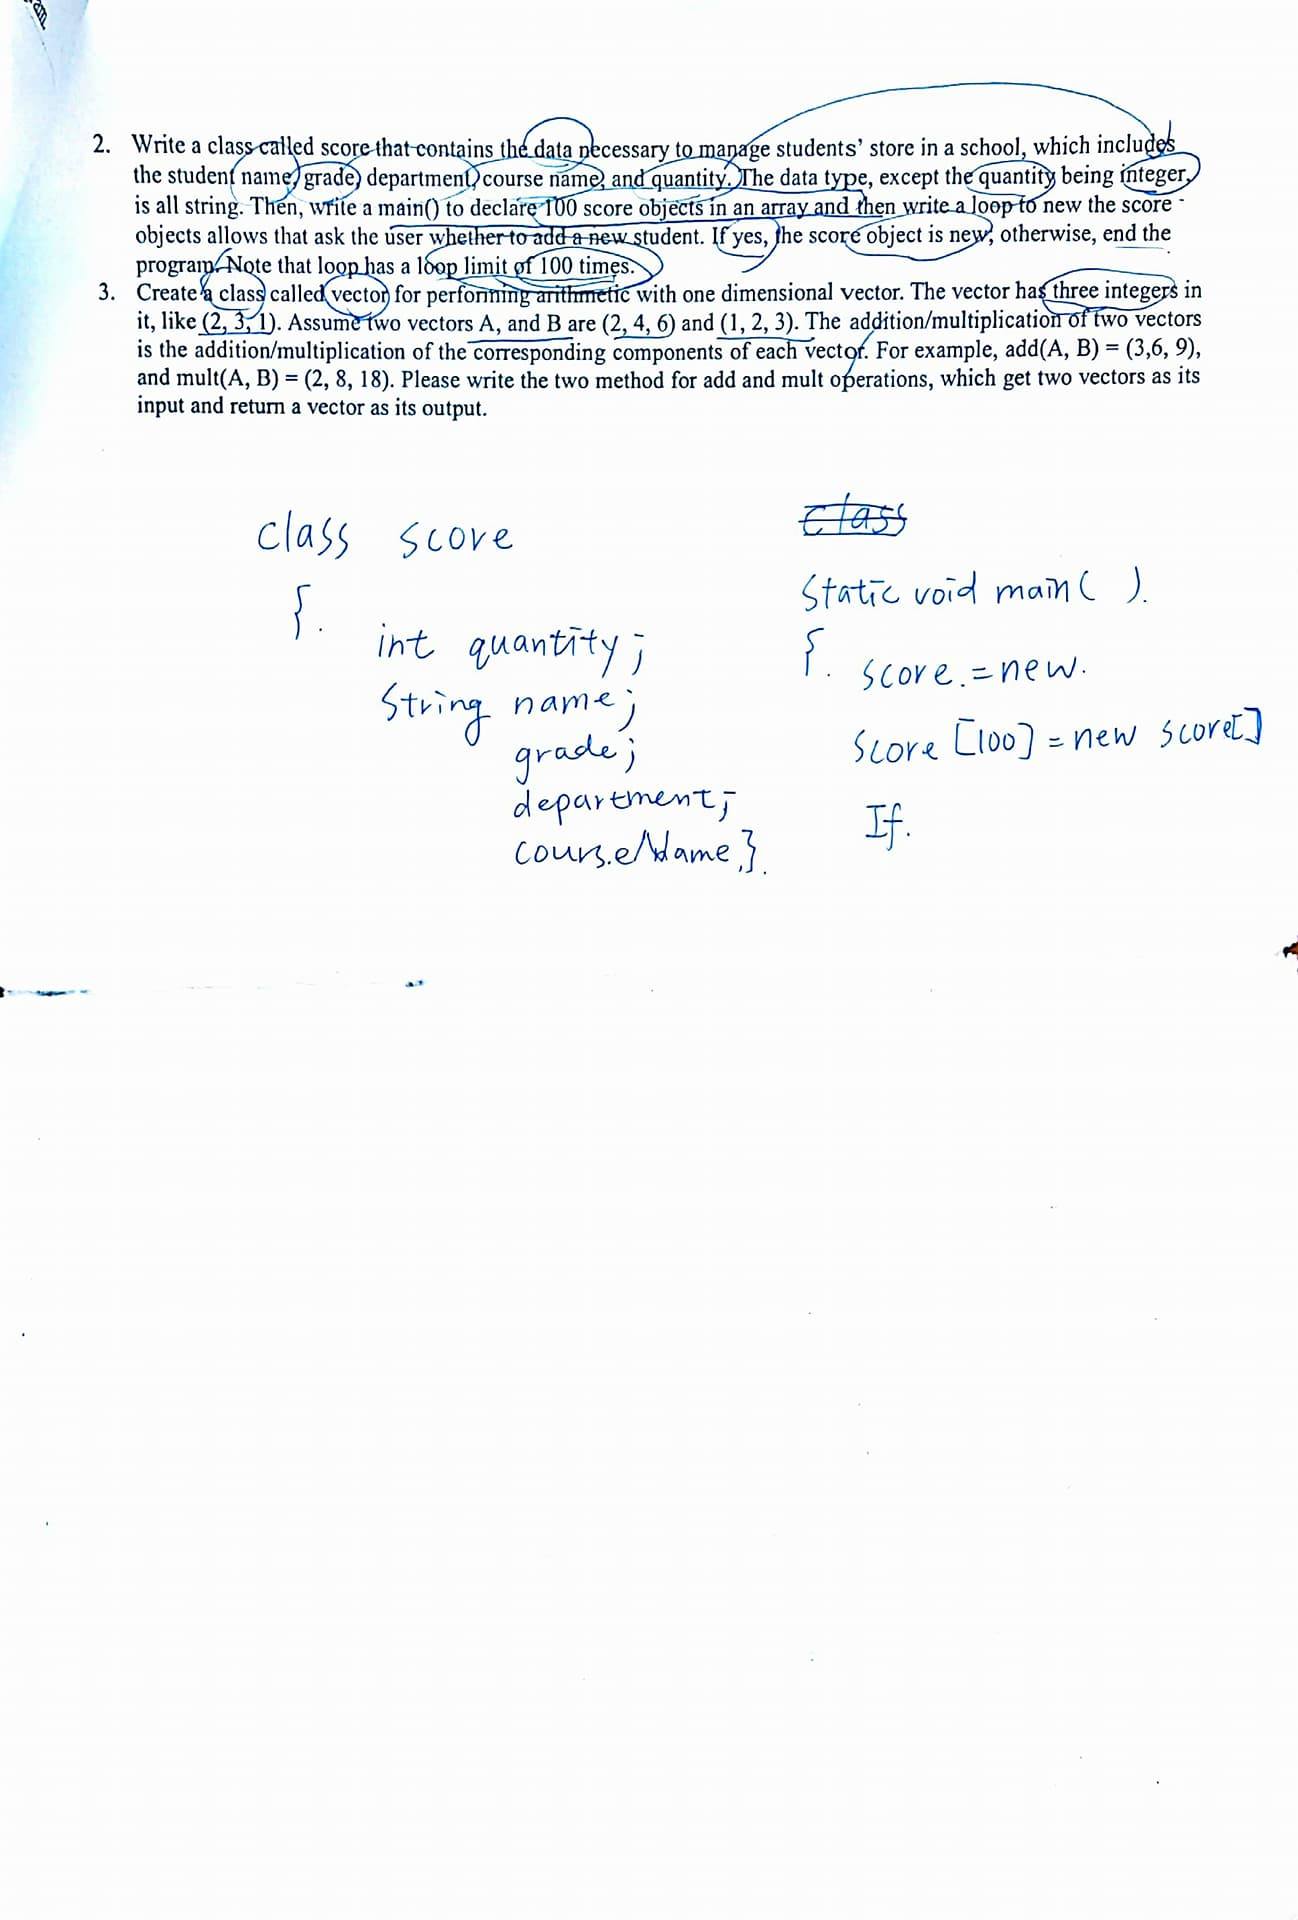 2. Write a class called score that contains the data necessary to manage students' store in a school, which includes
the student name, grade, department, course name, and quantity. The data type, except the quantity being integer,
is all string. Then, write a main() to declare 100 score objects in an array and then write a loop to new the score
objects allows that ask the user whether to add a new student. If yes, the score object is new, otherwise, end the
program. Note that loop has a loop limit of 100 times.
3. Create a class called vector for performing arithmetic with one dimensional vector. The vector has three integers in
it, like (2, 3, 1). Assume two vectors A, and B are (2, 4, 6) and (1, 2, 3). The addition/multiplication of two vectors
is the addition/multiplication of the corresponding components of each vector. For example, add(A, B) = (3,6, 9),
and mult(A, B) = (2, 8, 18). Please write the two method for add and mult operations, which get two vectors as its
input and return a vector as its output.
class score
{.
int quantity;
String name;
grade;
department;
courseName;}.
class
Static void main( ).
{. score.=new.
Score [100] = new score[]
If.